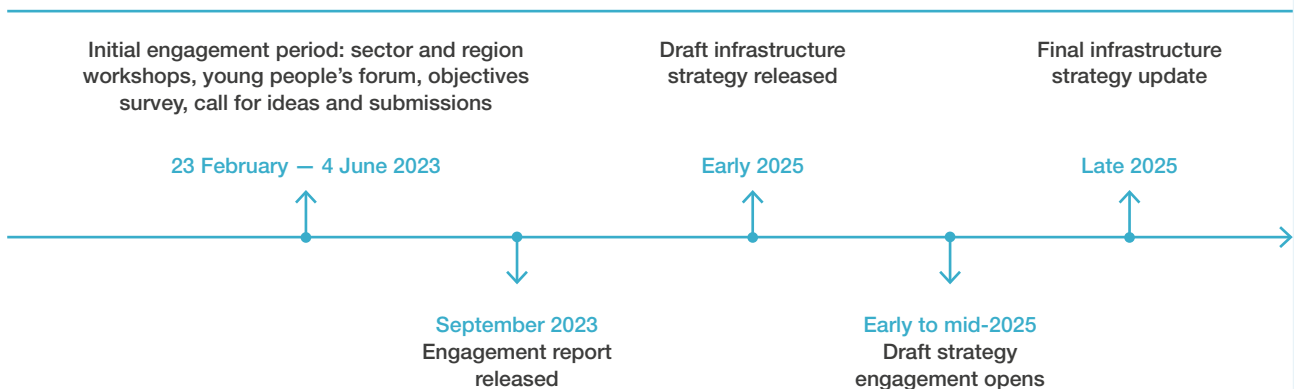 Initial engagement period: sector and region
workshops, young people's forum, objectives
survey, call for ideas and submissions
23 February — 4 June 2023
September 2023
Engagement report
released
Draft infrastructure
strategy released
Early 2025
Early to mid-2025
Draft strategy
engagement opens
Final infrastructure
strategy update
Late 2025